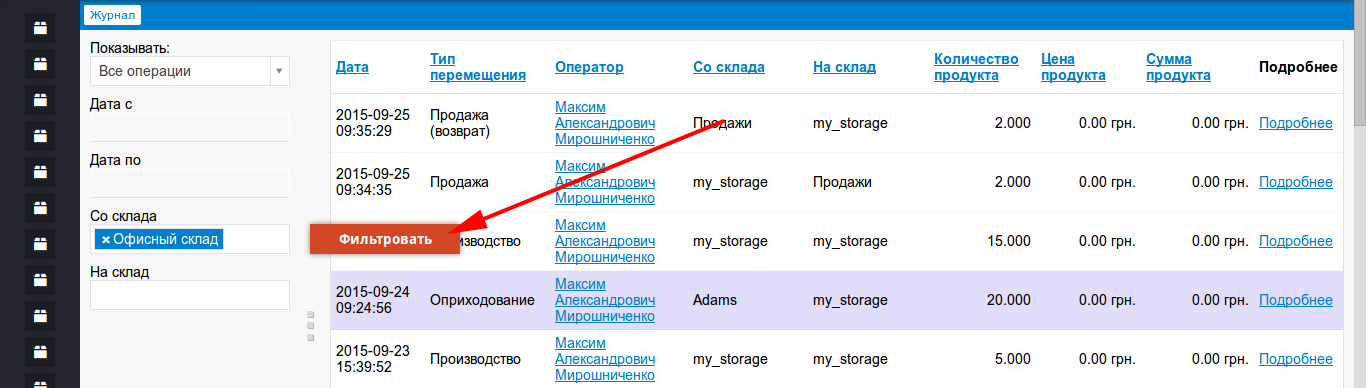 Журнал
Показывать:
Все операции
Дата с
Дата по
Со склада
× Офисный склад
На склад
Фильтровать
Дата
Тип
перемещения
Оператор
Со склада
На склад
Количество
продукта
Цена
продукта
Сумма
продукта
Подробнее
2015-09-25
09:35:29
Продажа
(возврат)
Максим
Александрович
Мирошниченко
Продажи
my_storage
2.000
0.00 грн.
0.00 грн.
Подробнее
2015-09-25
09:34:35
Продажа
Максим
Александрович
Мирошниченко
my_storage
Продажи
2.000
0.00 грн.
0.00 грн.
Подробнее
изводство
Максим
Александрович
Мирошниченко
my_storage
my_storage
15.000
0.00 грн.
0.00 грн.
Подробнее
2015-09-24
09:24:56
Оприходование
Максим
Александрович
Мирошниченко
Adams
my_storage
20.000
0.00 грн.
0.00 грн.
Подробнее
2015-09-23
15:39:52
Производство
Максим
Александрович
Мирошниченко
my_storage
my_storage
5.000
0.00 грн.
0.00 грн.
Подробнее